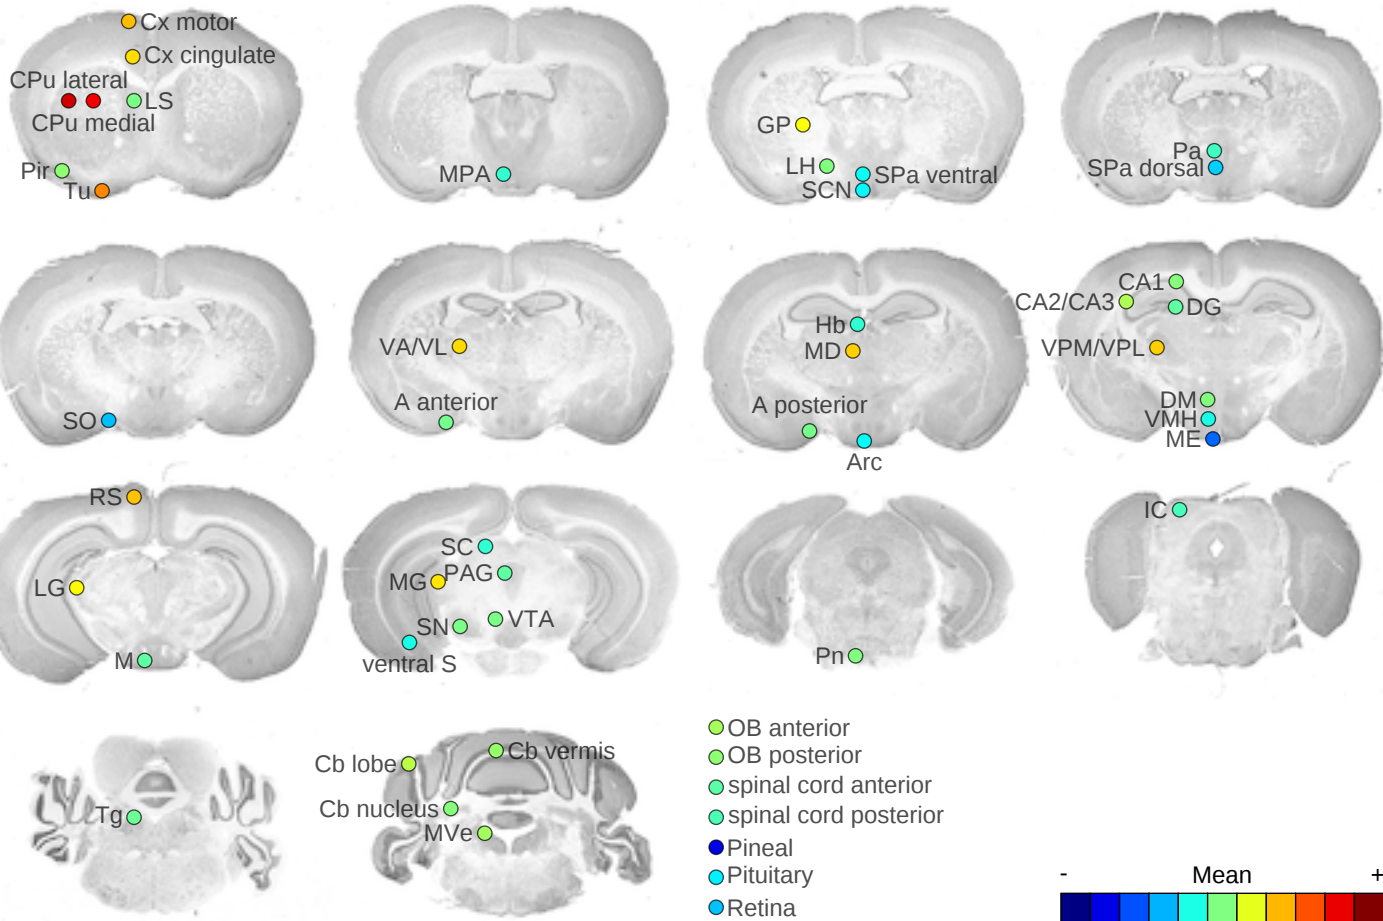 Cx motor
Cx cingulate
CPu lateral
LS
CPu medial
Pir
Tu
MPA
GP
LH
SPa ventral
SCN
Pa
SPa dorsal
SO
VA/VL
A anterior
Hb
MD
A posterior
Arc
CA1
CA2/CA3
DG
VPM/VPL
DM
VMH
ME
RS
LG
M
SC
MG
PAG
SN
VTA
ventral S
Pn
IC
Tg
Cb lobe
Cb vermis
Cb nucleus
MVe
OB anterior
OB posterior
spinal cord anterior
spinal cord posterior
Pineal
Pituitary
Retina
- Mean +